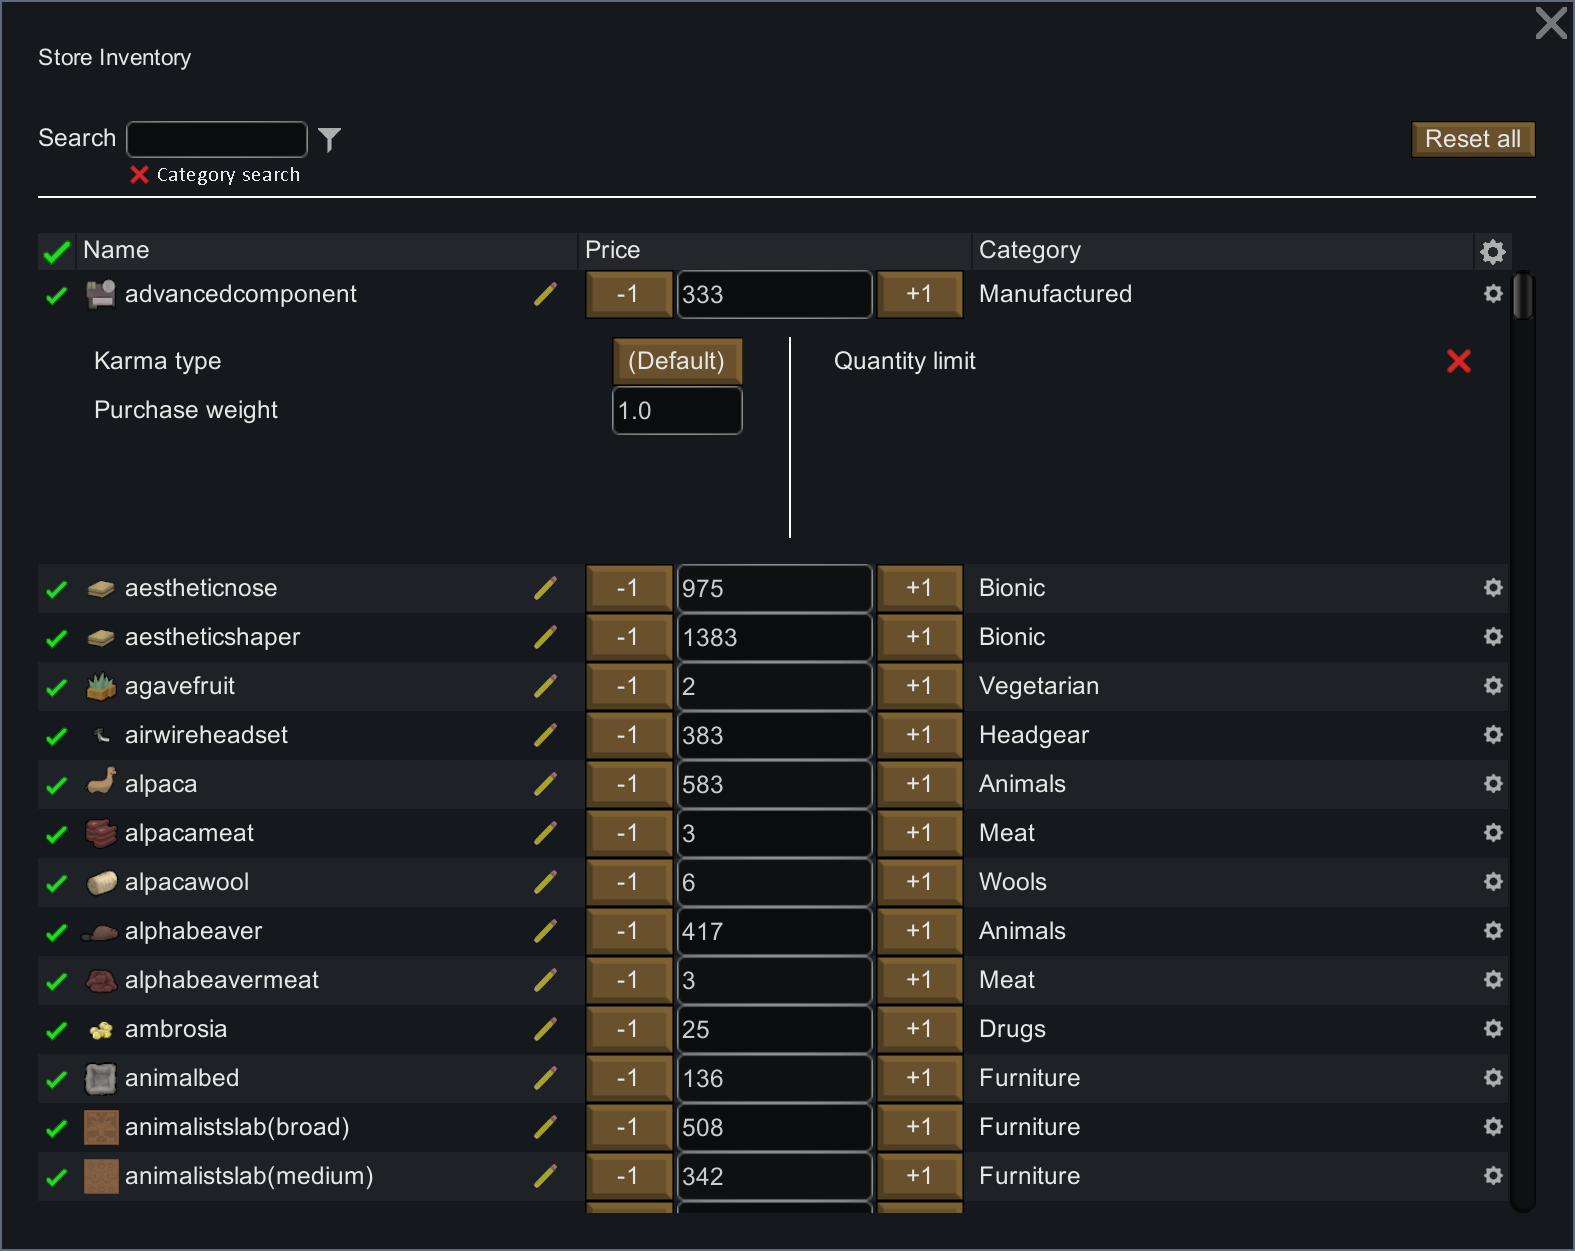 Store Inventory
Search
Reset all
Category search
Name Price Category
advancedcomponent -1 333 +1 Manufactured
Karma type (Default) Quantity limit
Purchase weight 1.0
aestheticnose -1 975 +1 Bionic
aestheticshaper -1 1383 +1 Bionic
agavefruit -1 2 +1 Vegetarian
airwireheadset -1 383 +1 Headgear
alpaca -1 583 +1 Animals
alpacameat -1 3 +1 Meat
alpacawool -1 6 +1 Wools
alphabeaver -1 417 +1 Animals
alphabeavermeat -1 3 +1 Meat
ambrosia -1 25 +1 Drugs
animalbed -1 136 +1 Furniture
animalistslab(broad) -1 508 +1 Furniture
animalistslab(medium) -1 342 +1 Furniture